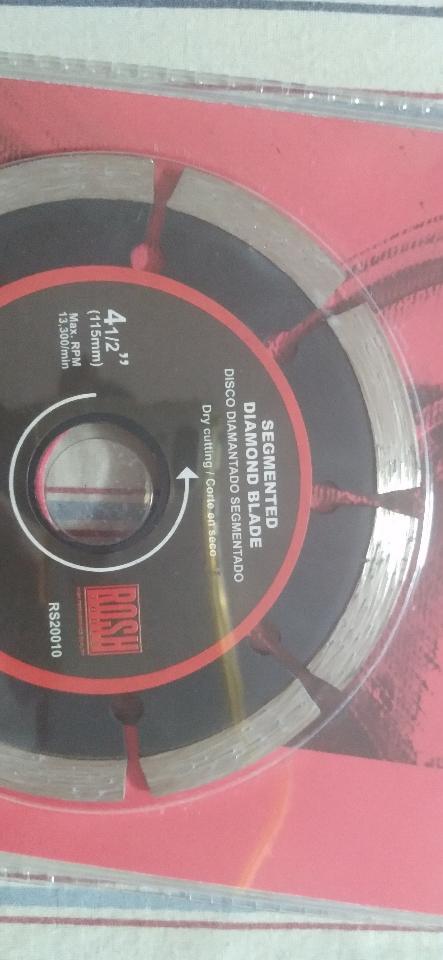 SEGMENTED
DIAMOND BLADE
DISCO DIAMANTADO SEGMENTADO
Dry cutting / Corte en seco
4 1/2”
(115mm)
Max. RPM
13,300/min
RS20010